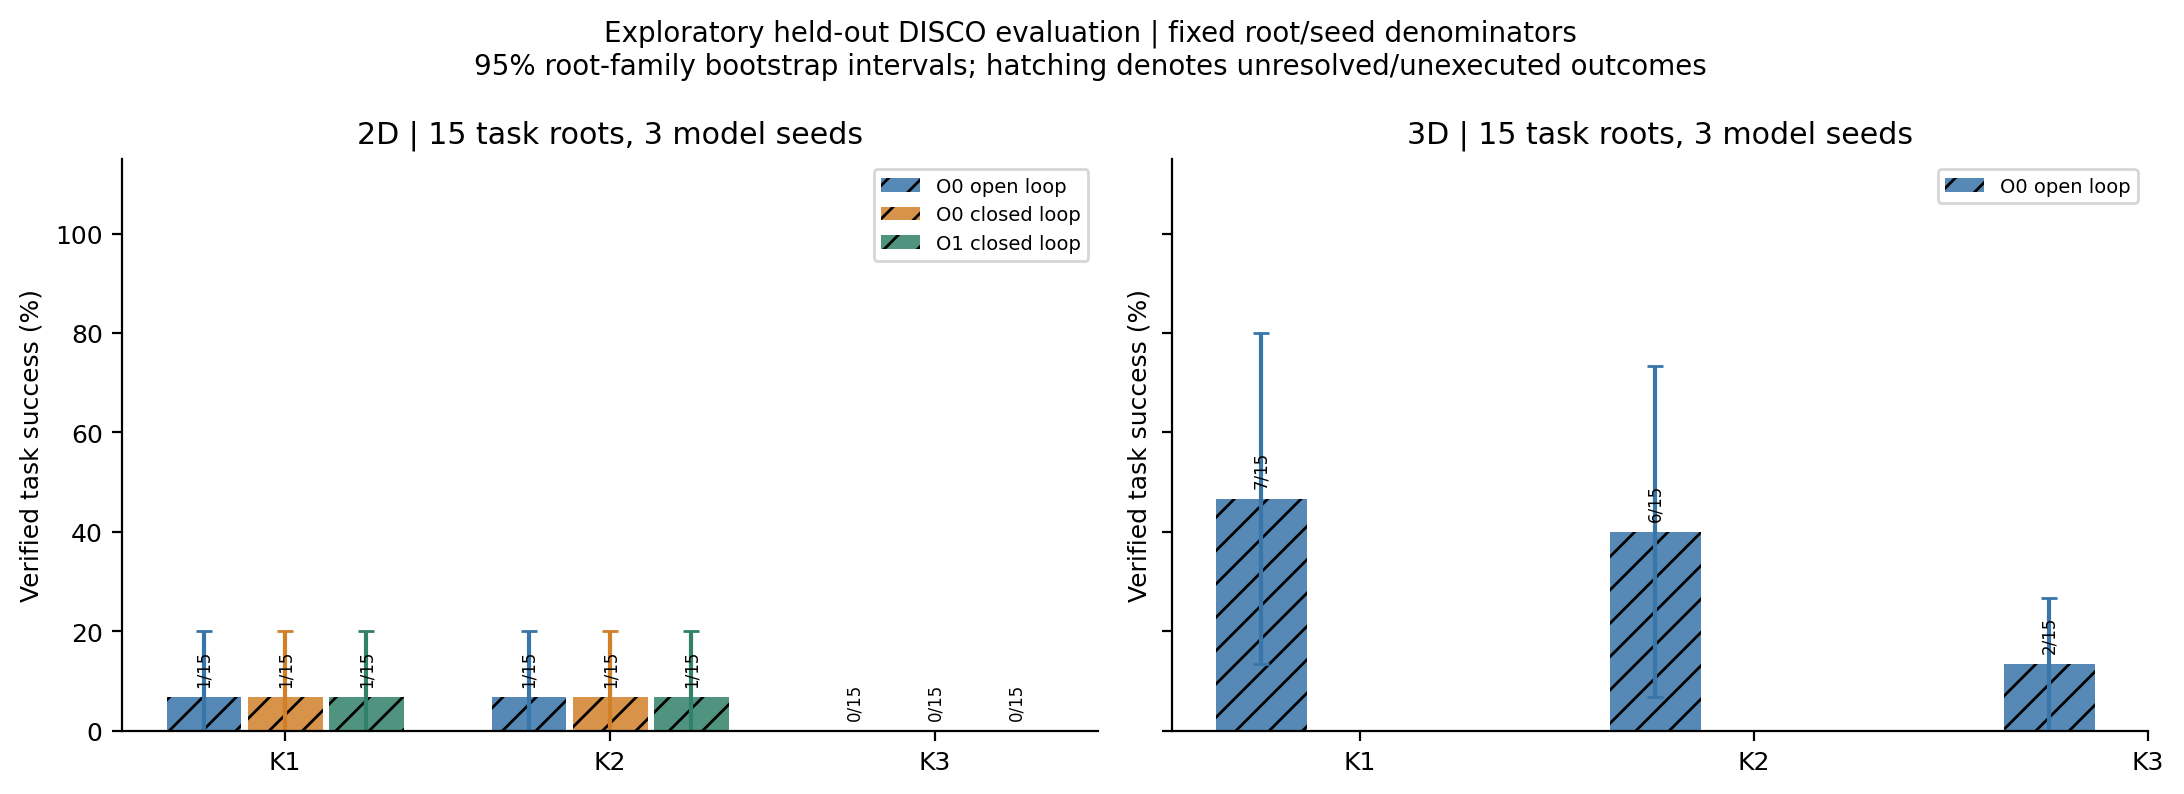 Exploratory held-out DISCO evaluation | fixed root/seed denominators
95% root-family bootstrap intervals; hatching denotes unresolved/unexecuted outcomes
2D | 15 task roots, 3 model seeds
Verified task success (%)
100
80
60
40
20
0
O0 open loop
O0 closed loop
O1 closed loop
1/15
1/15
1/15
1/15
1/15
1/15
0/15
0/15
0/15
K1
K2
K3
3D | 15 task roots, 3 model seeds
Verified task success (%)
O0 open loop
7/15
6/15
2/15
K1
K2
K3